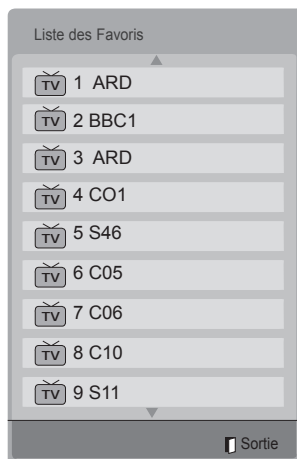 Liste des Favoris
TV 1 ARD
TV 2 BBC1
TV 3 ARD
TV 4 CO1
TV 5 S46
TV 6 C05
TV 7 C06
TV 8 C10
TV 9 S11
Sortie